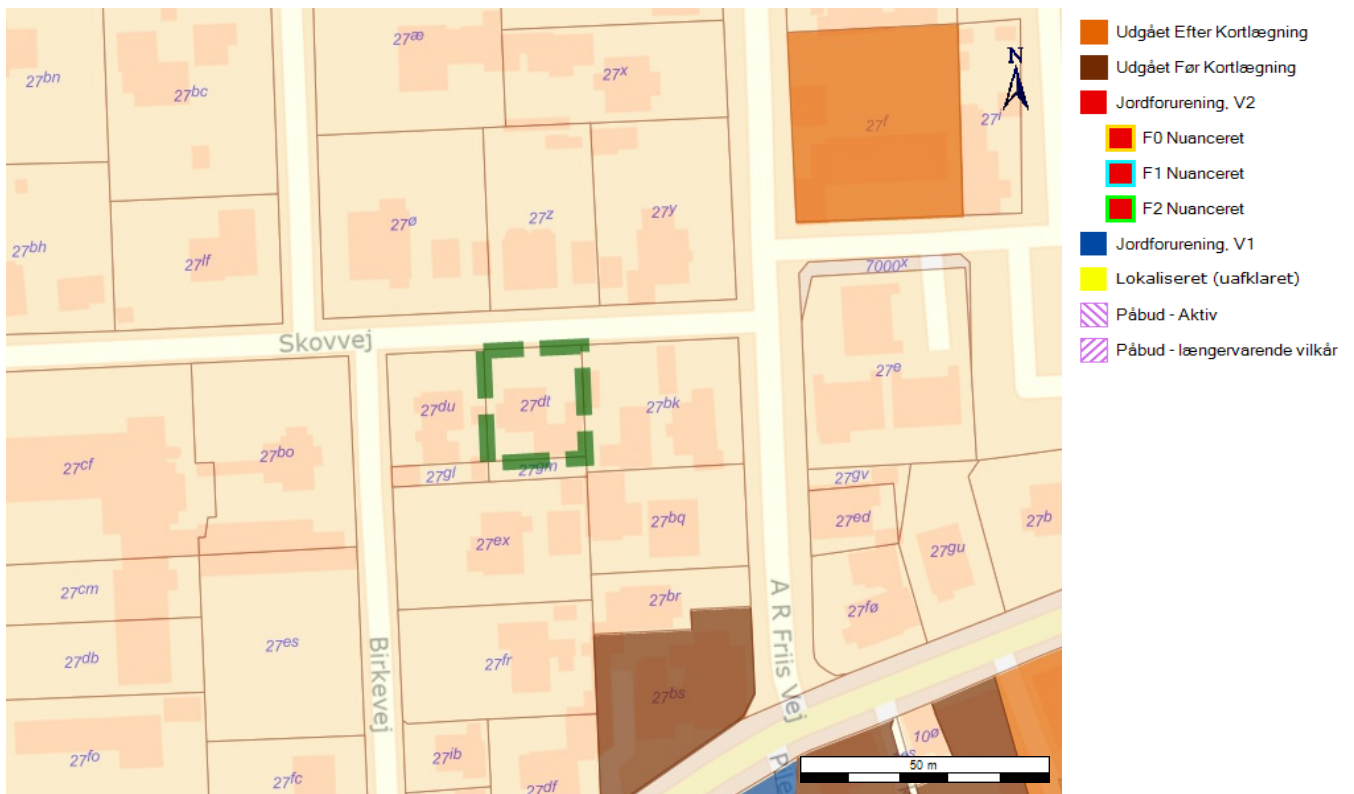 27æ
27x
27bn
27bc
27f
27ø
27z
27y
27bh
27lf
7000x
Skovvej
27e
27du
27dt
27bk
27cf
27bo
27gl
27gm
27gv
27bq
27ed
27b
27ex
27gu
27cm
27br
27fø
27db
27es
27fr
27bs
Birkevej
A R Friis Vej
27fo
27ib
10ø
27fc
27df
N
50 m
Udgået Efter Kortlægning
Udgået Før Kortlægning
Jordforurening, V2
F0 Nuanceret
F1 Nuanceret
F2 Nuanceret
Jordforurening, V1
Lokaliseret (uafklaret)
Påbud - Aktiv
Påbud - længervarende vilkår